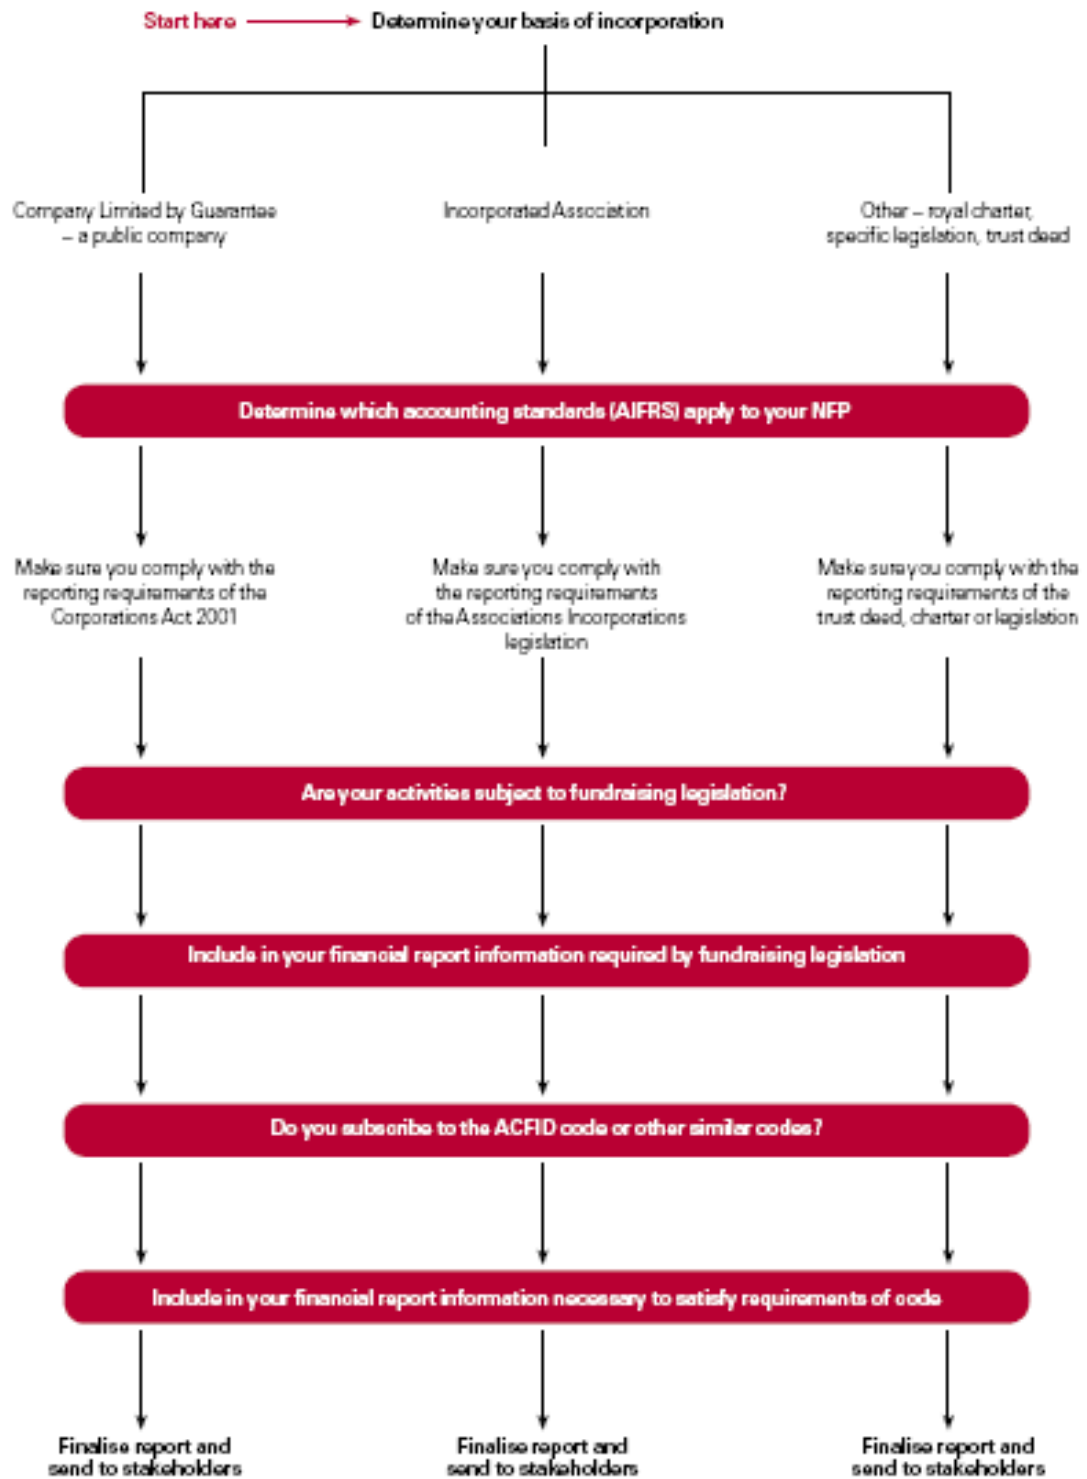 Start here
Determine your basis of incorporation
Company Limited by Guarantee
– a public company
Incorporated Association
Other – royal charter,
specific legislation, trust deed
Determine which accounting standards (AIFRS) apply to your NFP
Make sure you comply with the
reporting requirements of the
Corporations Act 2001
Make sure you comply with
the reporting requirements
of the Associations Incorporations
legislation
Make sure you comply with the
reporting requirements of the
trust deed, charter or legislation
Are your activities subject to fundraising legislation?
Include in your financial report information required by fundraising legislation
Do you subscribe to the ACFID code or other similar codes?
Include in your financial report information necessary to satisfy requirements of code
Finalise report and
send to stakeholders
Finalise report and
send to stakeholders
Finalise report and
send to stakeholders